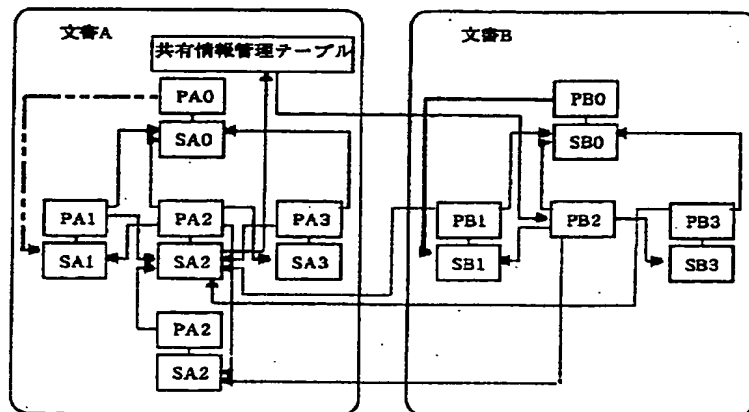 文書A
共有情報管理テーブル
PA0
SA0
PA1
PA2
PA3
SA1
SA2
SA3
PA2
SA2
文書B
PB0
SB0
PB1
PB2
PB3
SB1
SB3